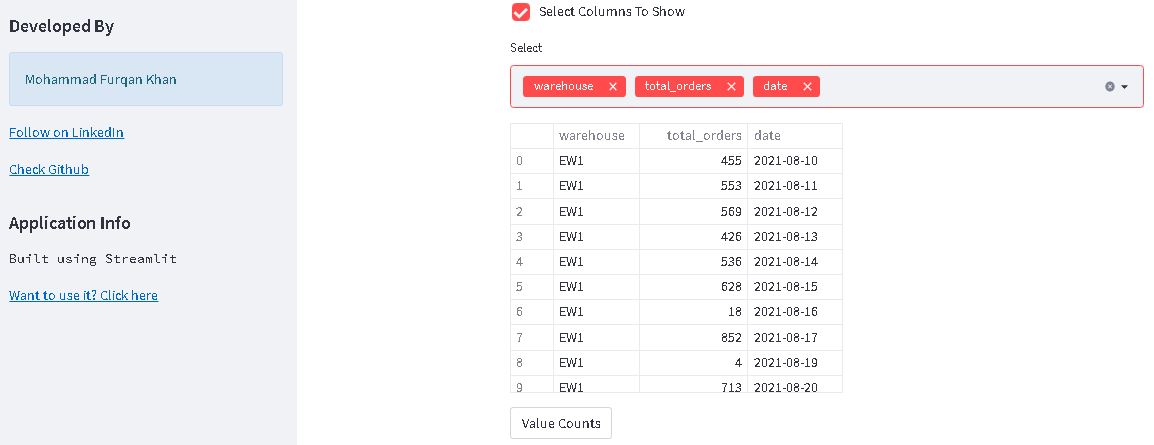 Developed By
Mohammad Furqan Khan
Follow on LinkedIn
Check Github
Application Info
Built using Streamlit
Want to use it? Click here
Select Columns To Show
Select
warehouse total_orders date
warehouse total_orders date
0 EW1 455 2021-08-10
1 EW1 553 2021-08-11
2 EW1 569 2021-08-12
3 EW1 426 2021-08-13
4 EW1 536 2021-08-14
5 EW1 628 2021-08-15
6 EW1 18 2021-08-16
7 EW1 852 2021-08-17
8 EW1 4 2021-08-19
9 EW1 713 2021-08-20
Value Counts